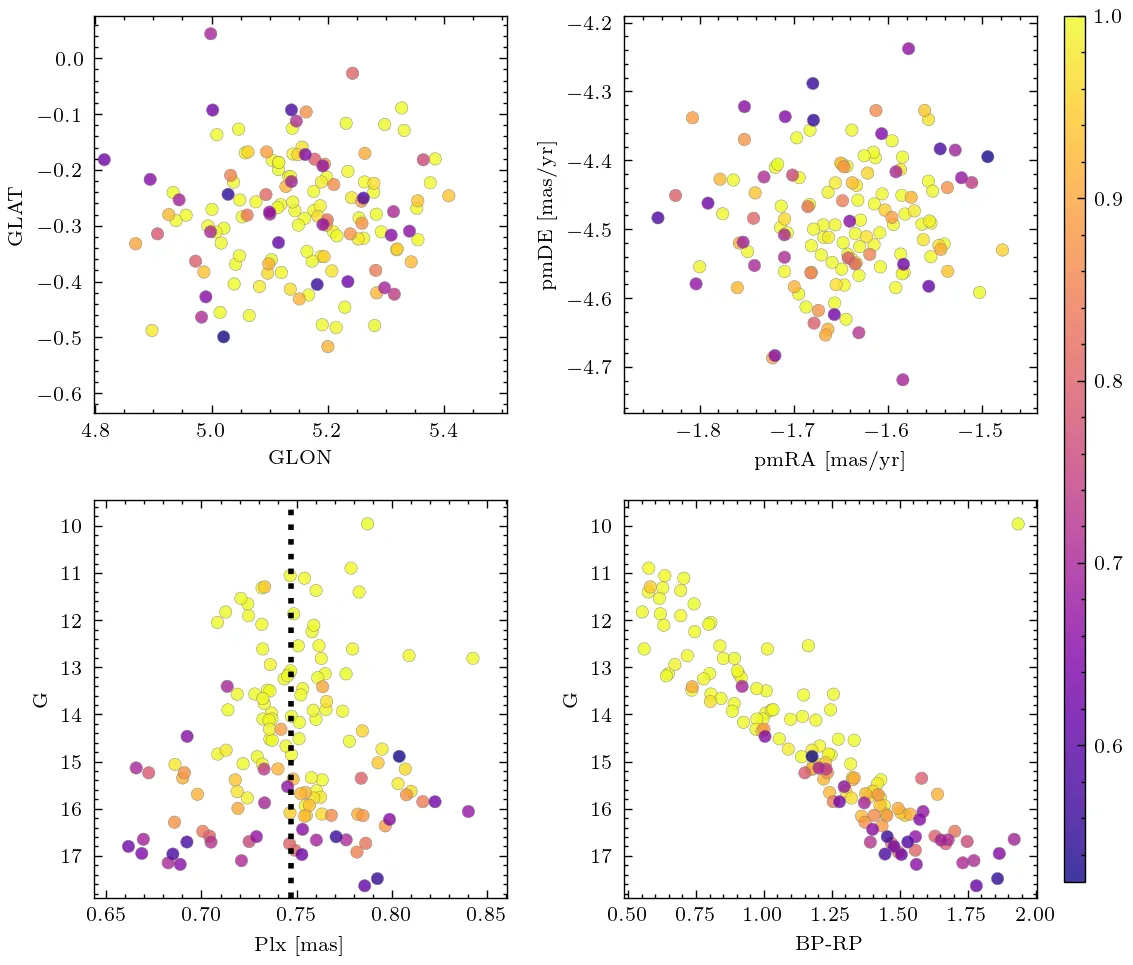 0.0
−0.1
−0.2
−0.3
−0.4
−0.5
−0.6
GLAT
4.8 5.0 5.2 5.4
GLON
−4.2
−4.3
−4.4
−4.5
−4.6
−4.7
pmDE [mas/yr]
−1.8 −1.7 −1.6 −1.5
pmRA [mas/yr]
1.0
0.9
0.8
0.7
0.6
10
11
12
13
14
15
16
17
G
0.65 0.70 0.75 0.80 0.85
Plx [mas]
10
11
12
13
14
15
16
17
G
0.50 0.75 1.00 1.25 1.50 1.75 2.00
BP-RP